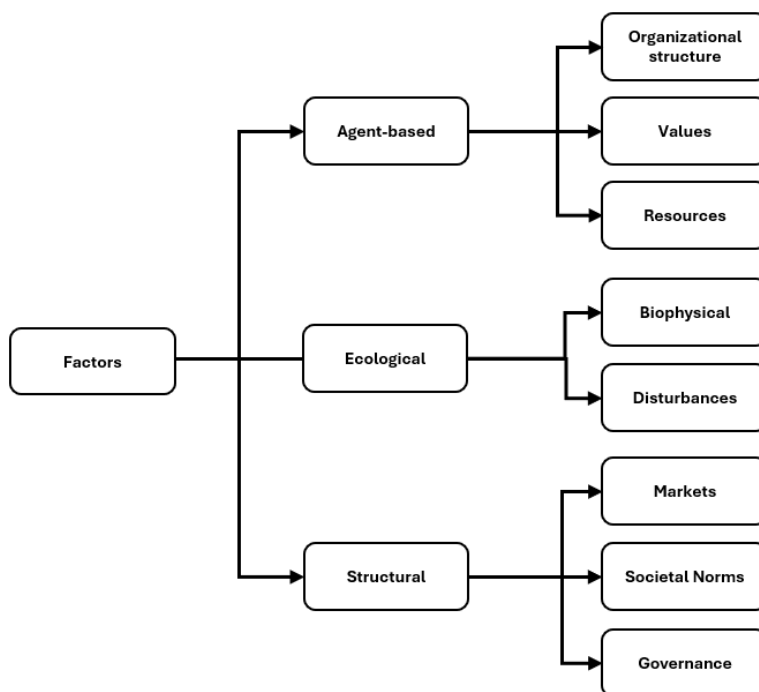 Organizational
structure
Agent-based
Values
Resources
Biophysical
Factors
Ecological
Disturbances
Markets
Structural
Societal Norms
Governance